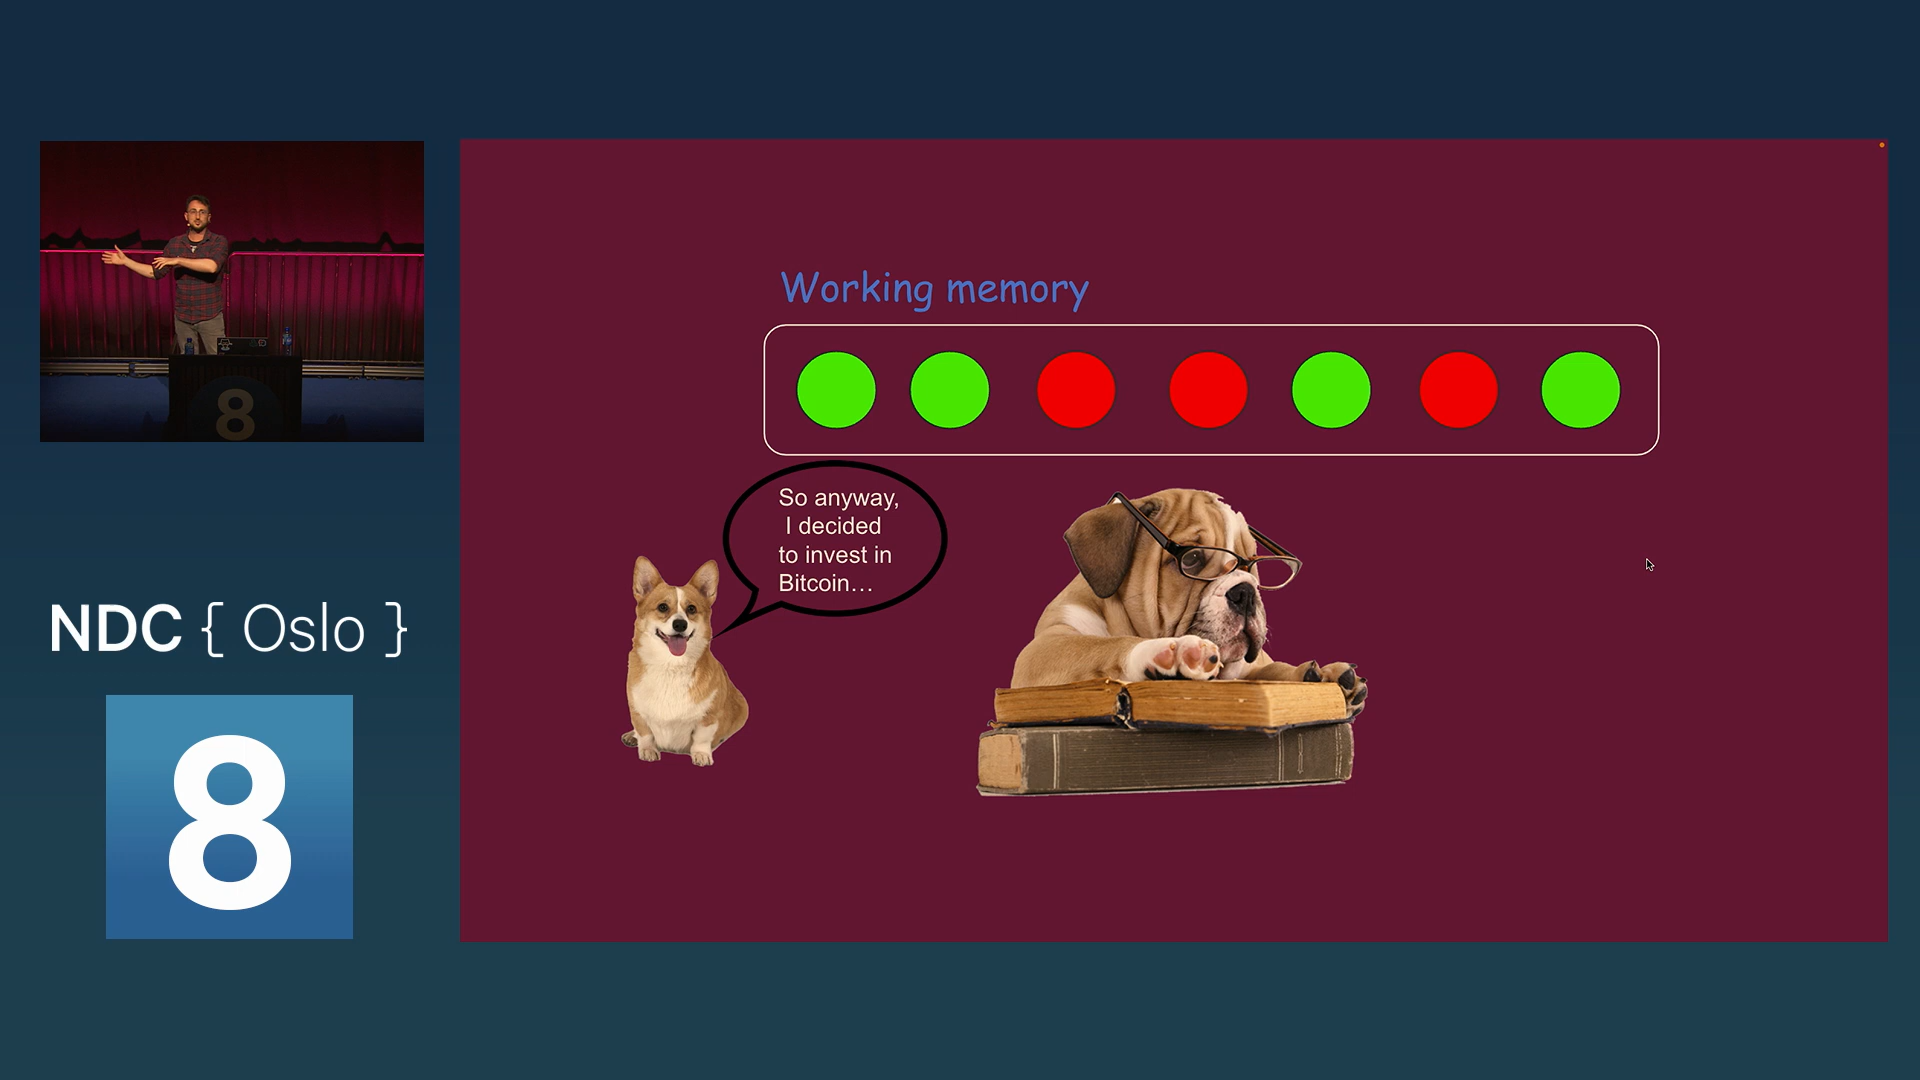 Working memory
So anyway,
I decided
to invest in
Bitcoin...
8
NDC { Oslo }
8